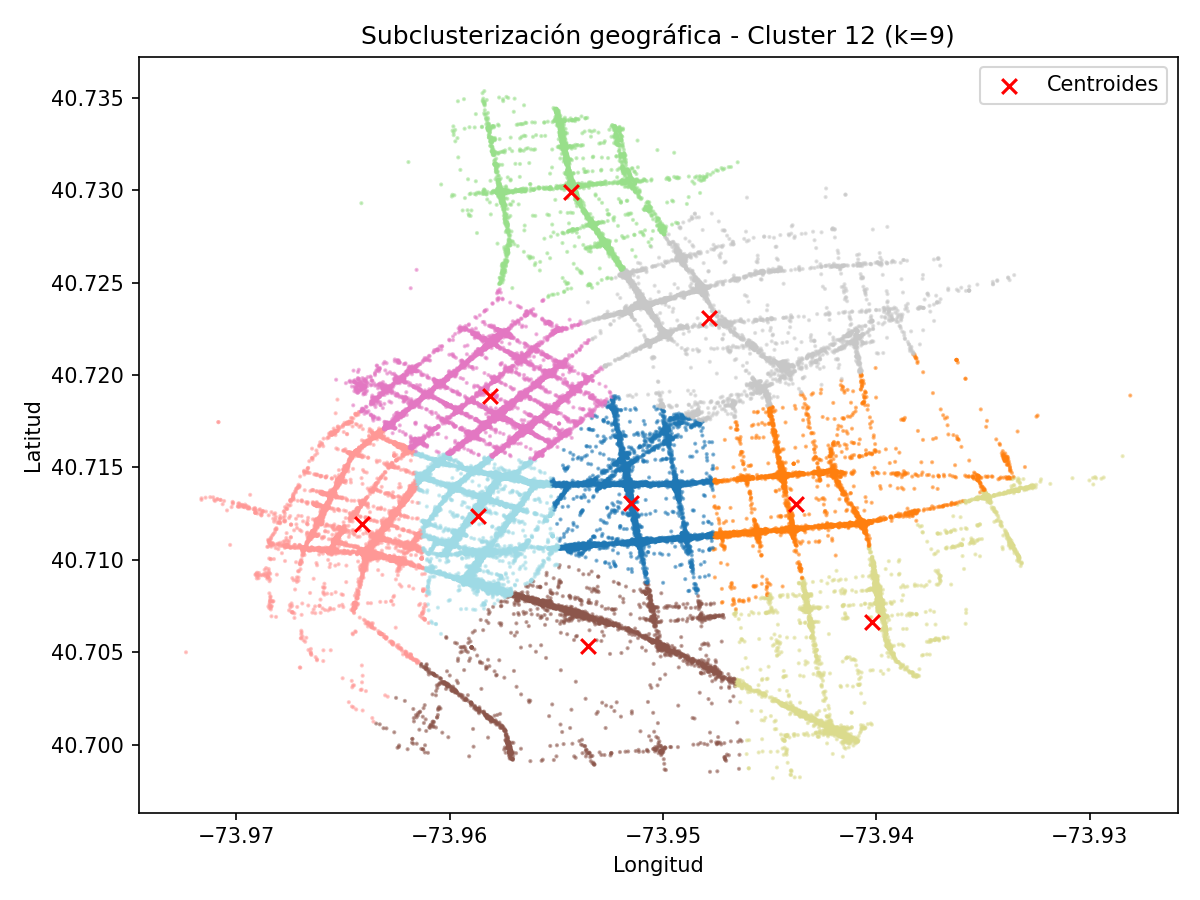 Subclusterización geográfica - Cluster 12 (k=9)
Centroides
40.735
40.730
40.725
40.720
40.715
40.710
40.705
40.700
Latitud
−73.97 −73.96 −73.95 −73.94 −73.93
Longitud